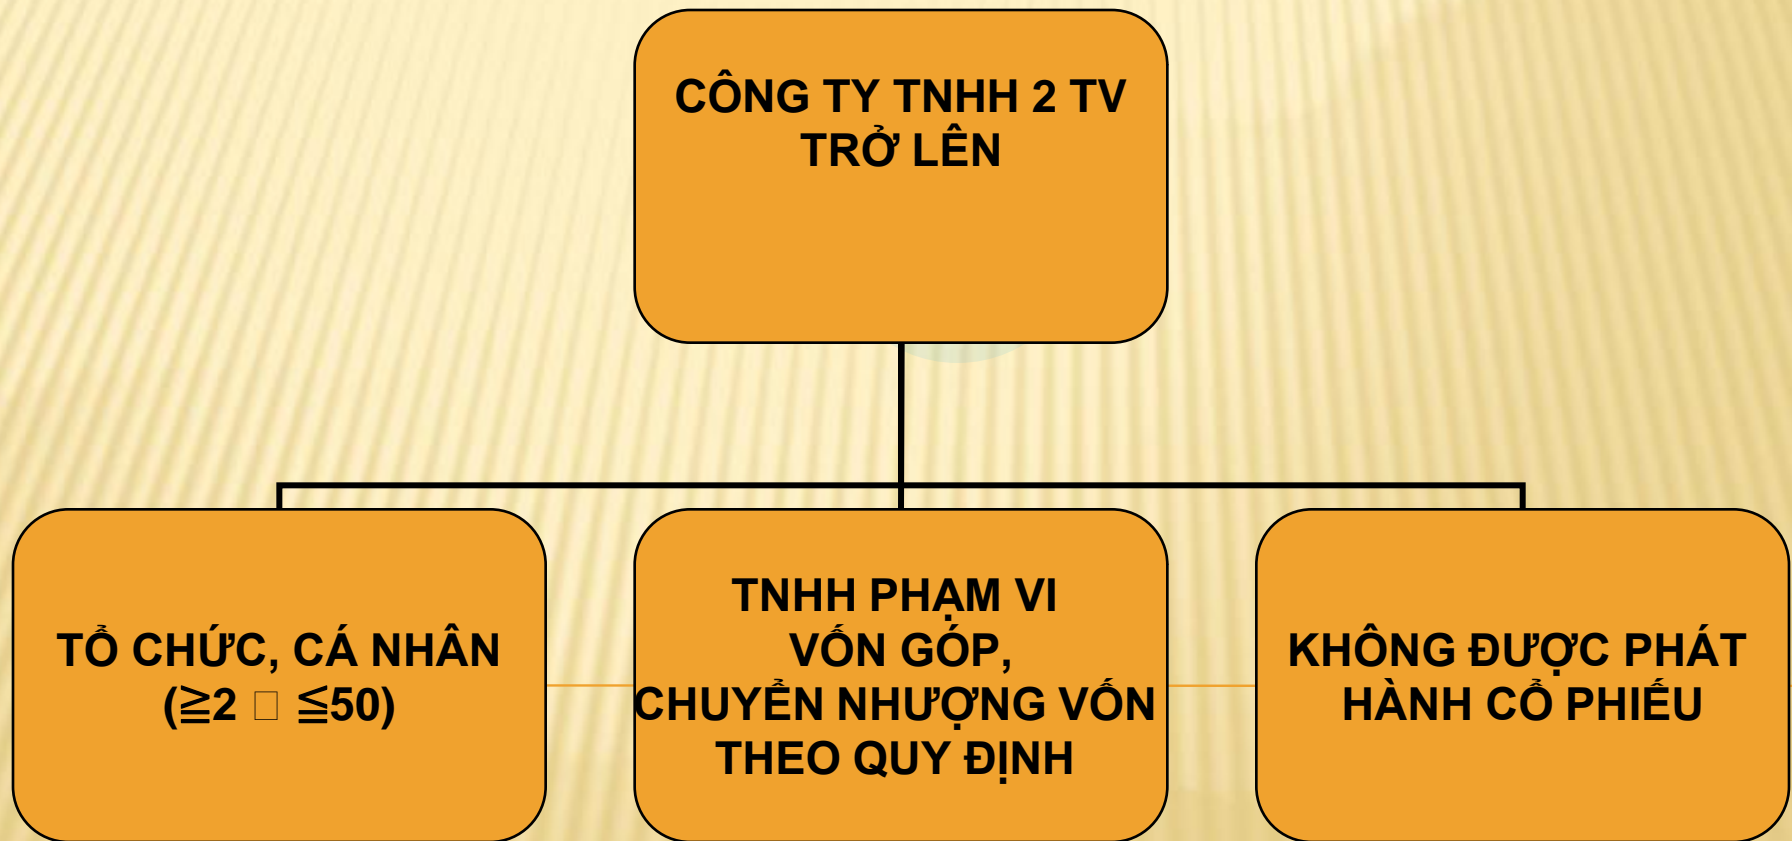 CÔNG TY TNHH 2 TV
TRỞ LÊN
TỔ CHỨC, CÁ NHÂN
(≧2 □ ≦50)
TNHH PHẠM VI
VỐN GÓP,
CHUYỂN NHƯỢNG VỐN
THEO QUY ĐỊNH
KHÔNG ĐƯỢC PHÁT
HÀNH CỔ PHIẾU